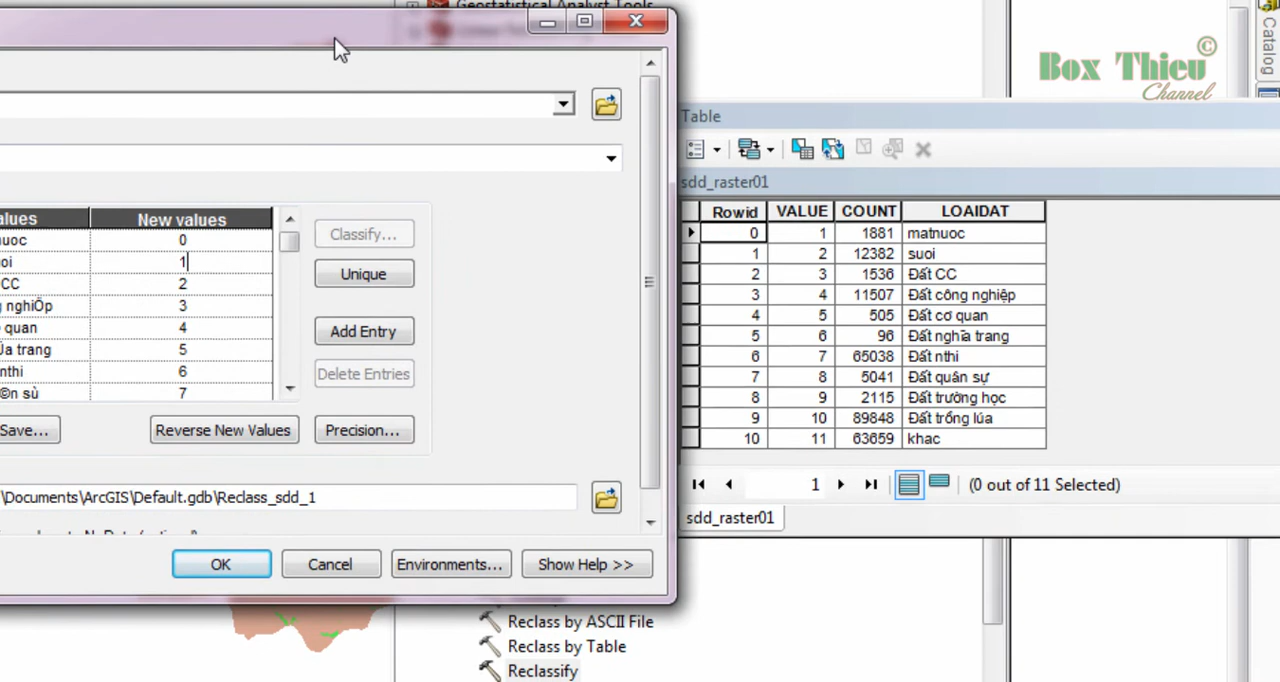 Geostatistical Analyst Tools
Box Thieu ©
Channel
Catalog
Table
sdd_raster01
alues New values
uoc 0
oi 1
CC 2
g nghiÖp 3
quan 4
Üa trang 5
nthi 6
©n sù 7
Classify...
Unique
Add Entry
Delete Entries
Save...
Reverse New Values
Precision...
Rowid VALUE COUNT LOAIDAT
0 1 1881 matnuoc
1 2 12382 suoi
2 3 1536 Đất CC
3 4 11507 Đất công nghiệp
4 5 505 Đất cơ quan
5 6 96 Đất nghĩa trang
6 7 65038 Đất nthi
7 8 5041 Đất quân sự
8 9 2115 Đất trường học
9 10 89848 Đất trồng lúa
10 11 63659 khac
1 (0 out of 11 Selected)
sdd_raster01
\Documents\ArcGIS\Default.gdb\Reclass_sdd_1
OK
Cancel
Environments...
Show Help >>
Reclass by ASCII File
Reclass by Table
Reclassify